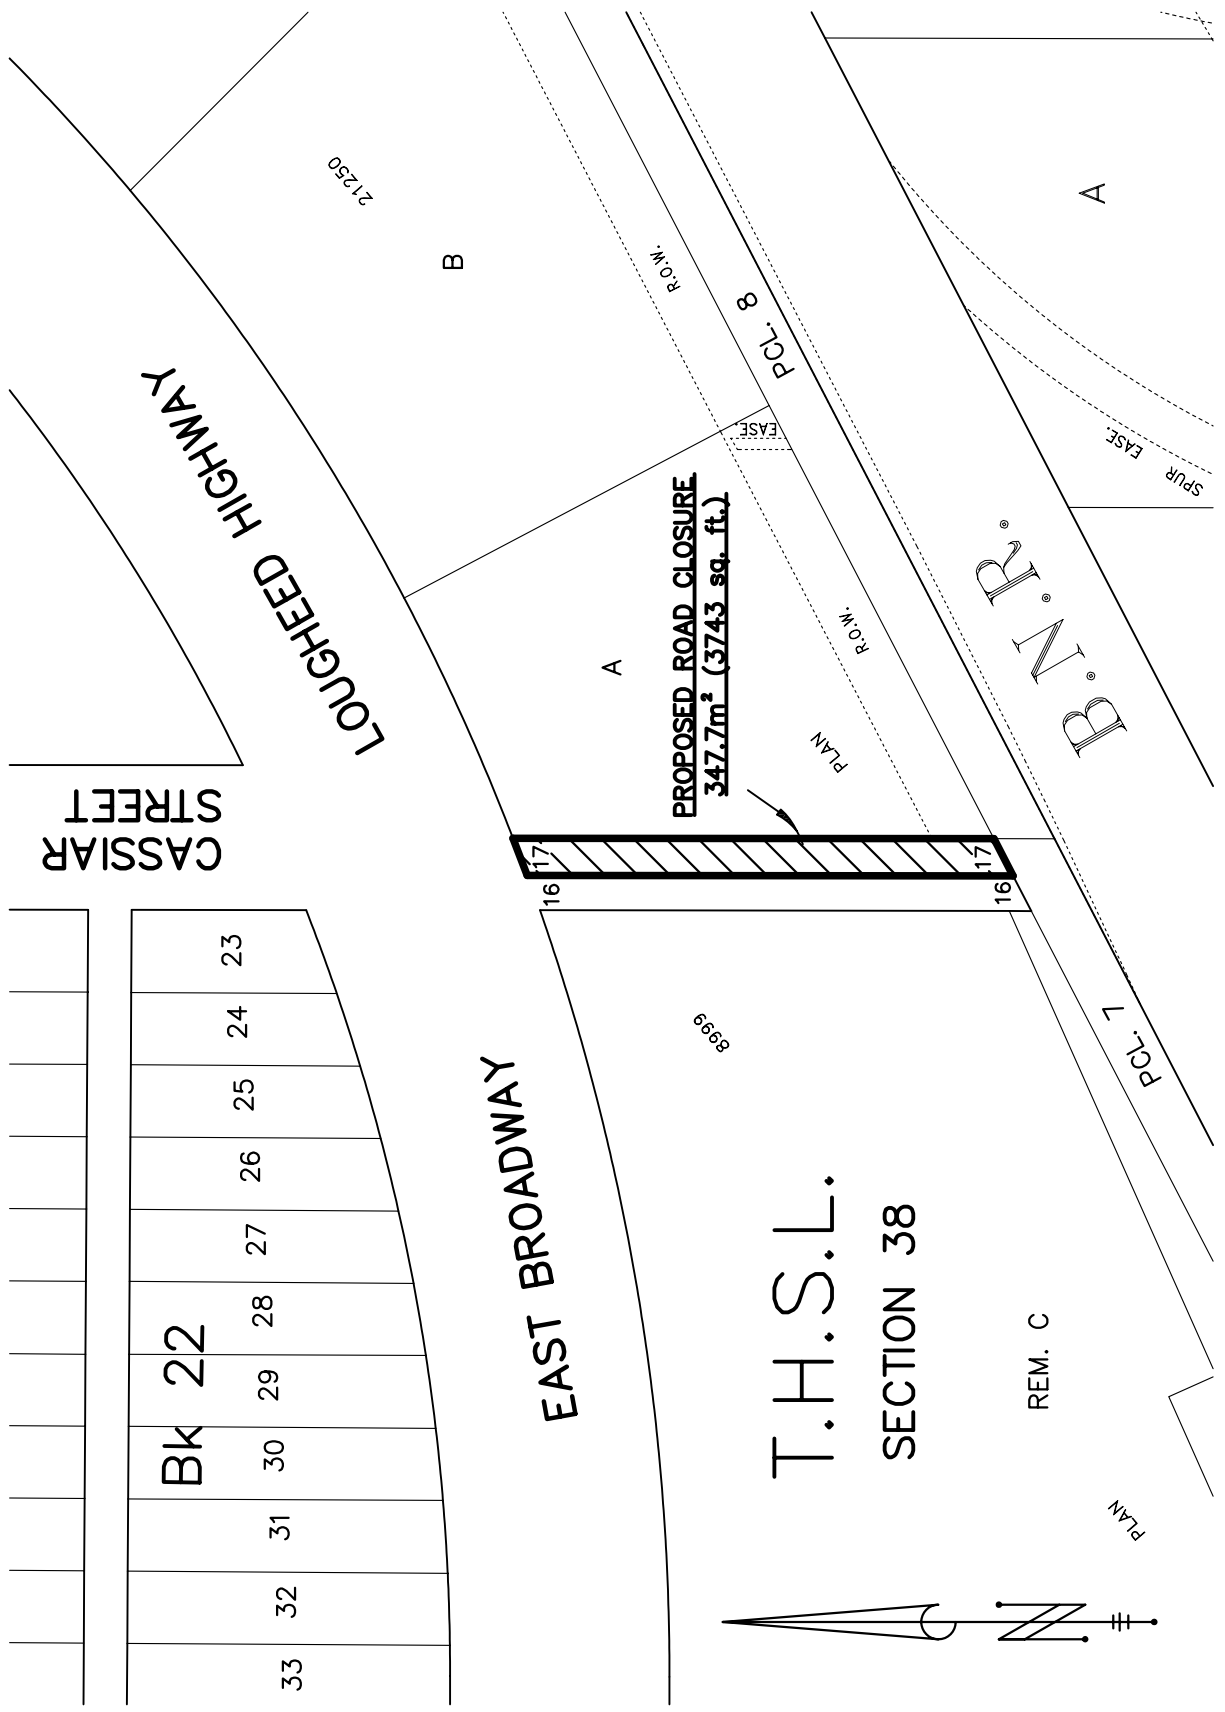 LOUGHEED HIGHWAY
21250
B
R.O.W.
PCL. 8
A
EASE.
SPUR
EASE.
CASSIAR
STREET
A
PROPOSED ROAD CLOSURE
347.7m² (3743 sq. ft.)
PLAN
R.O.W.
B.N.R.
17
17
16
16
23
24
25
26
27
28
29
30
31
32
33
Bk 22
EAST BROADWAY
8999
PCL. 7
T.H.S.L.
SECTION 38
REM. C
PLAN
N